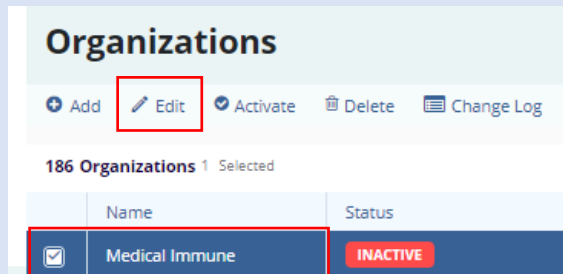 Organizations
Add Edit Activate Delete Change Log
186 Organizations 1 Selected
Name Status
Medical Immune INACTIVE